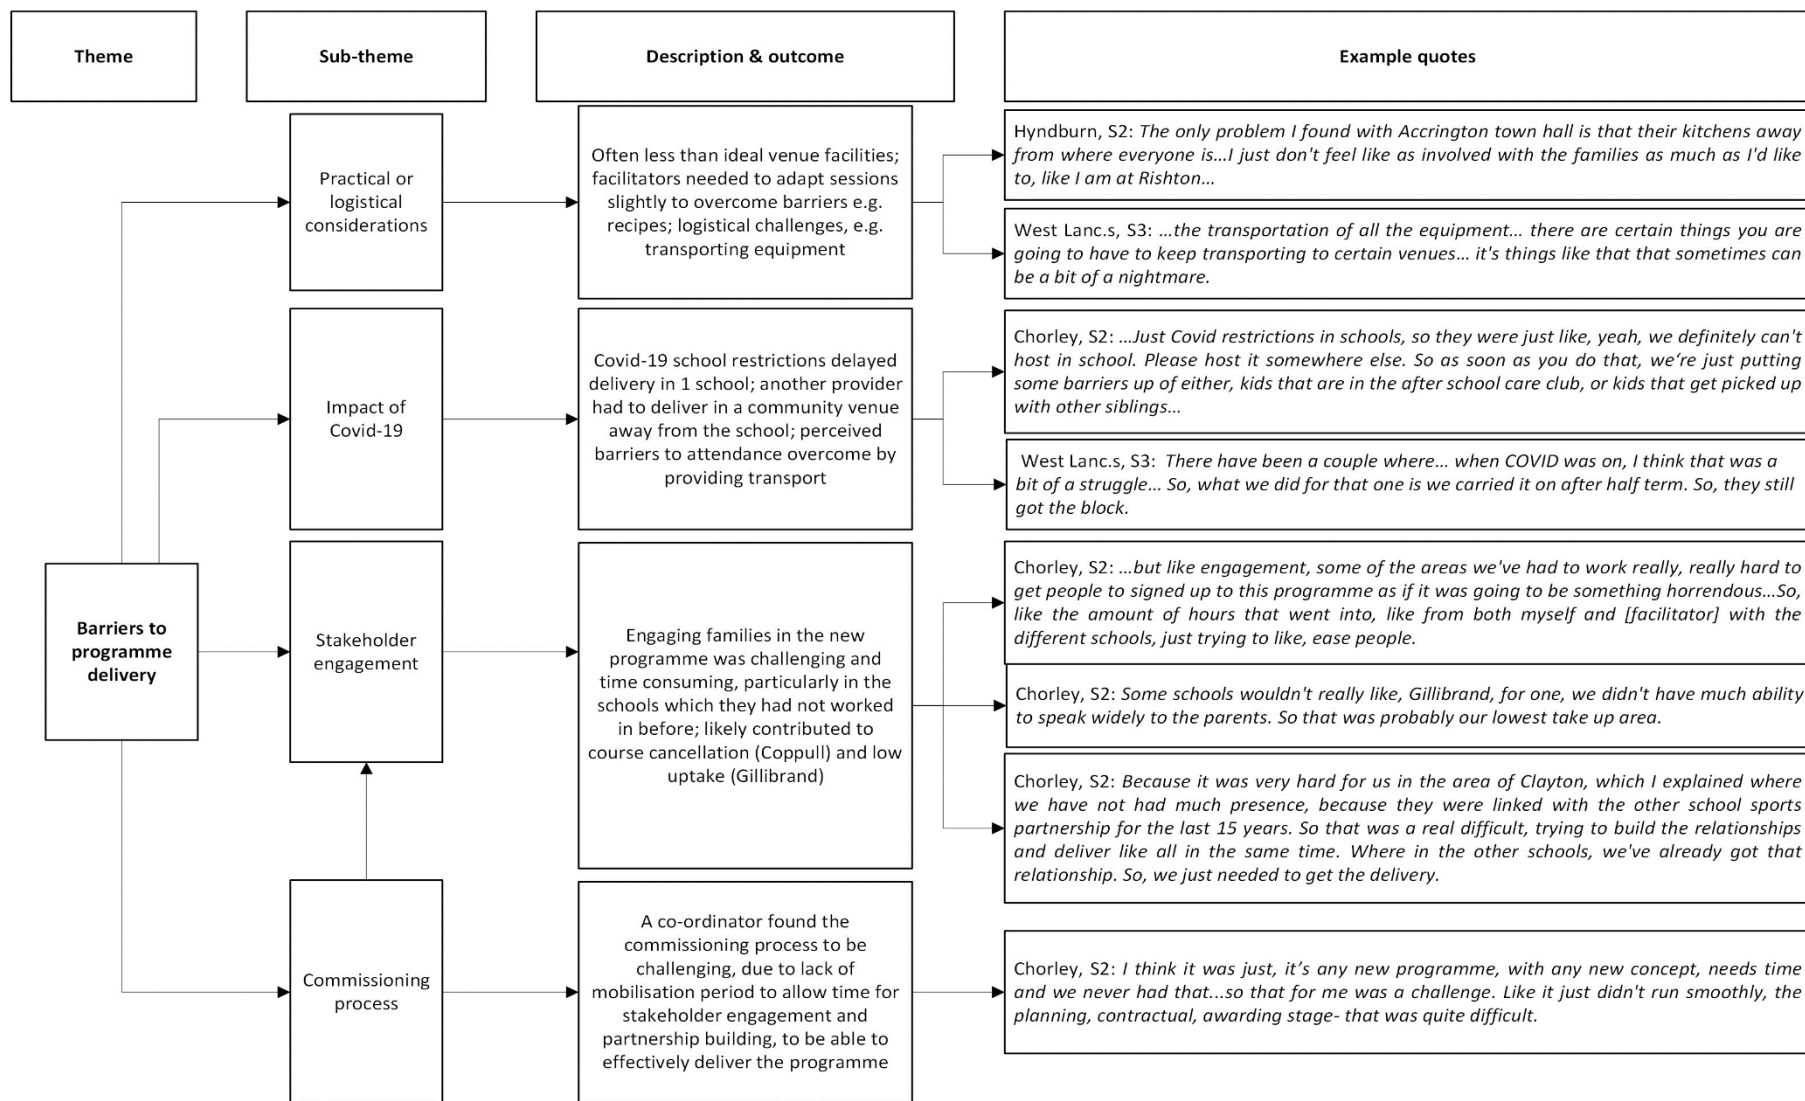 Theme
Sub-theme
Description & outcome
Example quotes
Barriers to
programme
delivery
Practical or
logistical
considerations
Often less than ideal venue facilities;
facilitators needed to adapt sessions
slightly to overcome barriers e.g.
recipes; logistical challenges, e.g.
transporting equipment
Hyndburn, S2: The only problem I found with Accrington town hall is that their kitchens away
from where everyone is...I just don't feel like as involved with the families as much as I'd like
to, like I am at Rishton...
West Lanc.s, S3: ...the transportation of all the equipment... there are certain things you are
going to have to keep transporting to certain venues... it's things like that that sometimes can
be a bit of a nightmare.
Impact of
Covid-19
Covid-19 school restrictions delayed
delivery in 1 school; another provider
had to deliver in a community venue
away from the school; perceived
barriers to attendance overcome by
providing transport
Chorley, S2: ...Just Covid restrictions in schools, so they were just like, yeah, we definitely can't
host in school. Please host it somewhere else. So as soon as you do that, we‘re just putting
some barriers up of either, kids that are in the after school care club, or kids that get picked up
with other siblings...
West Lanc.s, S3: There have been a couple where... when COVID was on, I think that was a
bit of a struggle... So, what we did for that one is we carried it on after half term. So, they still
got the block.
Stakeholder
engagement
Engaging families in the new
programme was challenging and
time consuming, particularly in the
schools which they had not worked
in before; likely contributed to
course cancellation (Coppull) and low
uptake (Gillibrand)
Chorley, S2: ...but like engagement, some of the areas we've had to work really, really hard to
get people to signed up to this programme as if it was going to be something horrendous...So,
like the amount of hours that went into, like from both myself and [facilitator] with the
different schools, just trying to like, ease people.
Chorley, S2: Some schools wouldn't really like, Gillibrand, for one, we didn't have much ability
to speak widely to the parents. So that was probably our lowest take up area.
Chorley, S2: Because it was very hard for us in the area of Clayton, which I explained where
we have not had much presence, because they were linked with the other school sports
partnership for the last 15 years. So that was a real difficult, trying to build the relationships
and deliver like all in the same time. Where in the other schools, we've already got that
relationship. So, we just needed to get the delivery.
Commissioning
process
A co-ordinator found the
commissioning process to be
challenging, due to lack of
mobilisation period to allow time for
stakeholder engagement and
partnership building, to be able to
effectively deliver the programme
Chorley, S2: I think it was just, it’s any new programme, with any new concept, needs time
and we never had that...so that for me was a challenge. Like it just didn't run smoothly, the
planning, contractual, awarding stage- that was quite difficult.